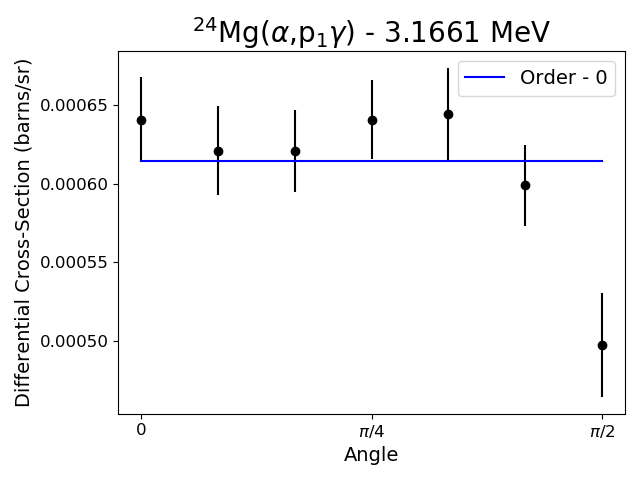 ²⁴Mg(α,p₁γ) - 3.1661 MeV
Order - 0
Differential Cross-Section (barns/sr)
0.00065
0.00060
0.00055
0.00050
0
π/4
π/2
Angle